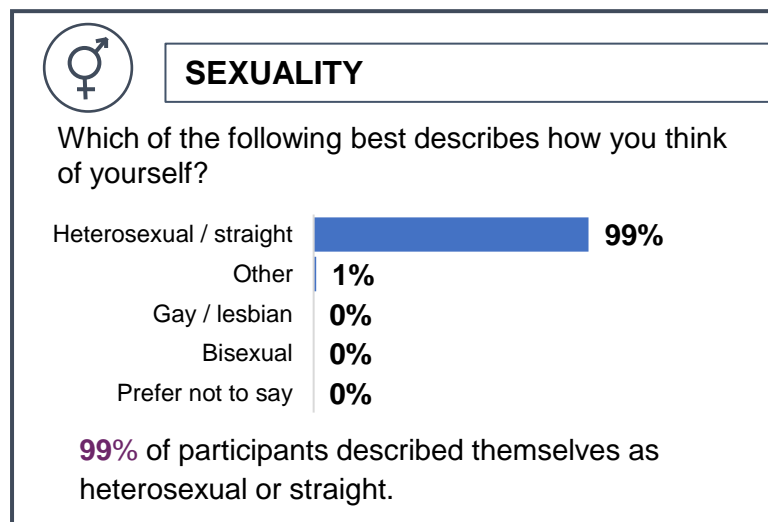 SEXUALITY
Which of the following best describes how you think
of yourself?
Heterosexual / straight 99%
Other 1%
Gay / lesbian 0%
Bisexual 0%
Prefer not to say 0%
99% of participants described themselves as
heterosexual or straight.